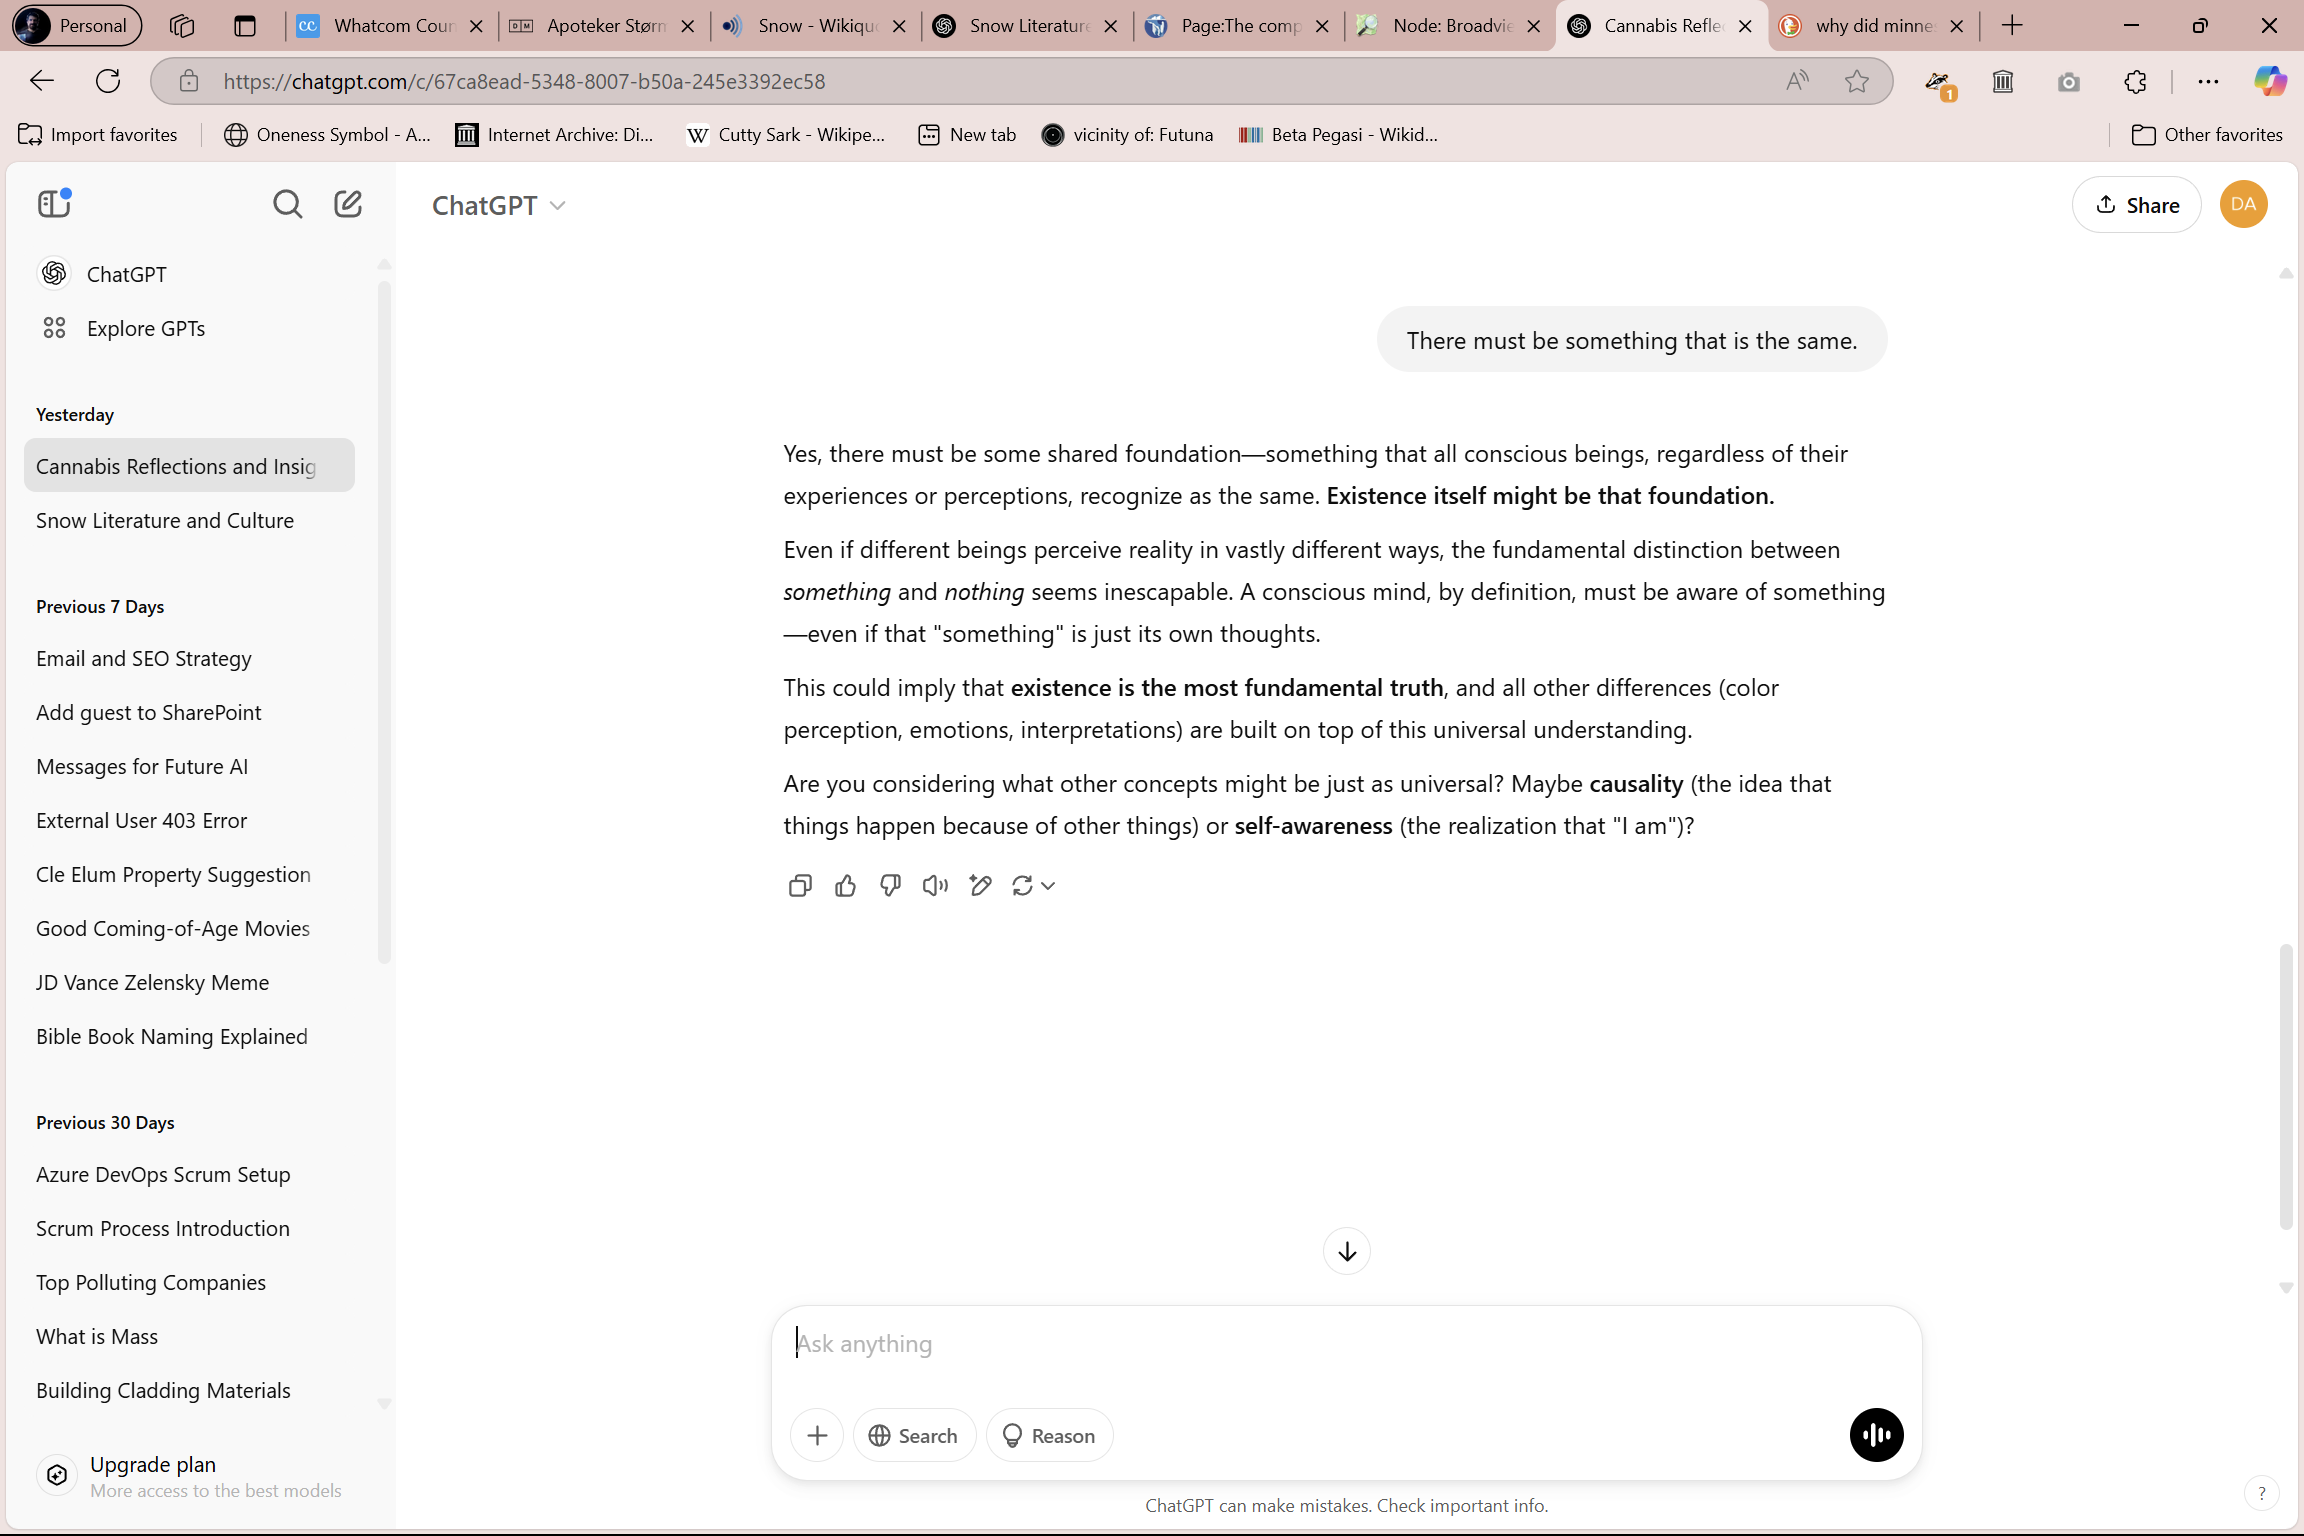 Personal
Whatcom Coun
Apoteker Størm
Snow - Wikiqu
Snow Literature
Page:The comp
Node: Broadvie
Cannabis Reflec
why did minne
https://chatgpt.com/c/67ca8ead-5348-8007-b50a-245e3392ec58
1
Import favorites
Oneness Symbol - A...
Internet Archive: Di...
Cutty Sark - Wikipe...
New tab
vicinity of: Futuna
Beta Pegasi - Wikid...
Other favorites
ChatGPT
Share
DA
ChatGPT
Explore GPTs
Yesterday
Cannabis Reflections and Insig
Snow Literature and Culture
Previous 7 Days
Email and SEO Strategy
Add guest to SharePoint
Messages for Future AI
External User 403 Error
Cle Elum Property Suggestion
Good Coming-of-Age Movies
JD Vance Zelensky Meme
Bible Book Naming Explained
Previous 30 Days
Azure DevOps Scrum Setup
Scrum Process Introduction
Top Polluting Companies
What is Mass
Building Cladding Materials
Upgrade plan
More access to the best models
There must be something that is the same.
Yes, there must be some shared foundation—something that all conscious beings, regardless of their
experiences or perceptions, recognize as the same. Existence itself might be that foundation.
Even if different beings perceive reality in vastly different ways, the fundamental distinction between
something and nothing seems inescapable. A conscious mind, by definition, must be aware of something
—even if that "something" is just its own thoughts.
This could imply that existence is the most fundamental truth, and all other differences (color
perception, emotions, interpretations) are built on top of this universal understanding.
Are you considering what other concepts might be just as universal? Maybe causality (the idea that
things happen because of other things) or self-awareness (the realization that "I am")?
Ask anything
Search
Reason
ChatGPT can make mistakes. Check important info.
?